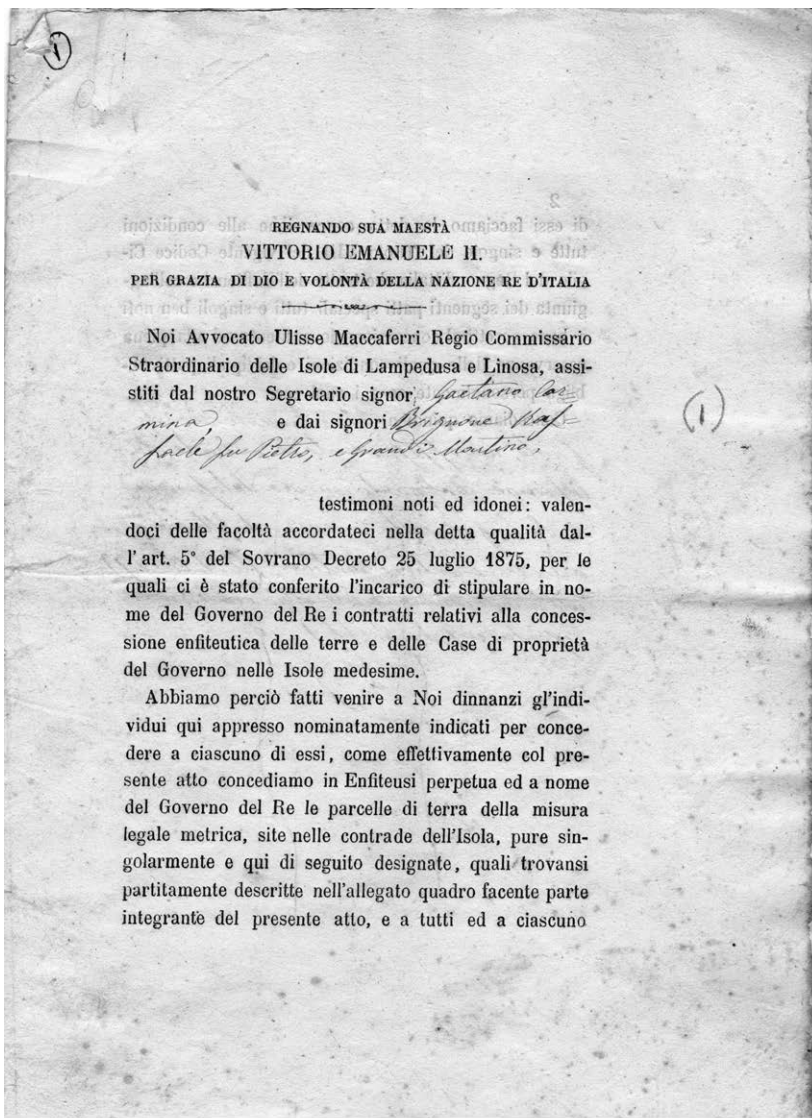 1
REGNANDO SUA MAESTÀ
VITTORIO EMANUELE II.
PER GRAZIA DI DIO E VOLONTÀ DELLA NAZIONE RE D'ITALIA
Noi Avvocato Ulisse Maccaferri Regio Commissario
Straordinario delle Isole di Lampedusa e Linosa, assi-
stiti dal nostro Segretario signor Gaetano Cor=
mina, e dai signori Brignone Raf=
faele fu Pietro, e Grandi Martino,
(1)
testimoni noti ed idonei: valen-
doci delle facoltà accordateci nella detta qualità dal-
l'art. 5° del Sovrano Decreto 25 luglio 1875, per le
quali ci è stato conferito l'incarico di stipulare in no-
me del Governo del Re i contratti relativi alla conces-
sione enfiteutica delle terre e delle Case di proprietà
del Governo nelle Isole medesime.
Abbiamo perciò fatti venire a Noi dinnanzi gl'indi-
vidui qui appresso nominatamente indicati per conce-
dere a ciascuno di essi, come effettivamente col pre-
sente atto concediamo in Enfiteusi perpetua ed a nome
del Governo del Re le parcelle di terra della misura
legale metrica, site nelle contrade dell'Isola, pure sin-
golarmente e qui di seguito designate, quali trovansi
partitamente descritte nell'allegato quadro facente parte
integrante del presente atto, e a tutti ed a ciascuno